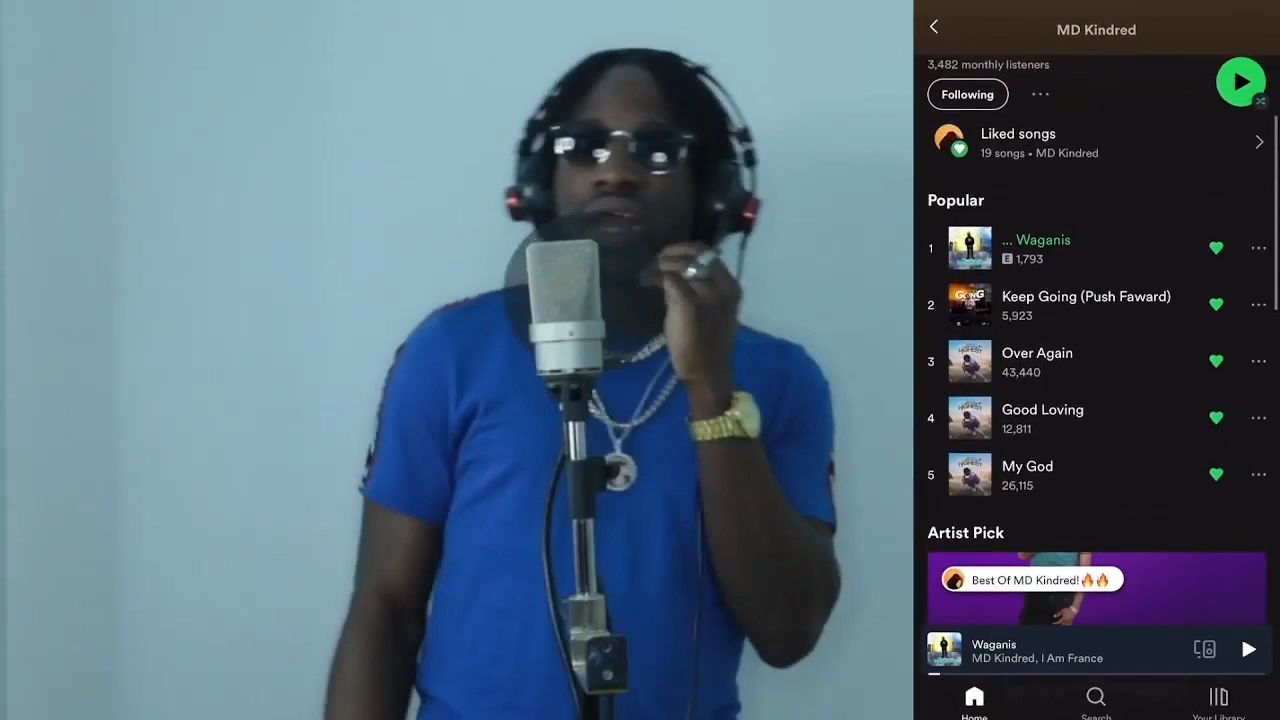 MD Kindred
3,482 monthly listeners
Following
Liked songs
19 songs • MD Kindred
Popular
1
... Waganis
E 1,793
2
GOING
Keep Going (Push Faward)
5,923
3
Over Again
43,440
4
Good Loving
12,811
5
My God
26,115
Artist Pick
Best Of MD Kindred!🔥🔥
Waganis
MD Kindred, I Am France
Home
Search
Your Library